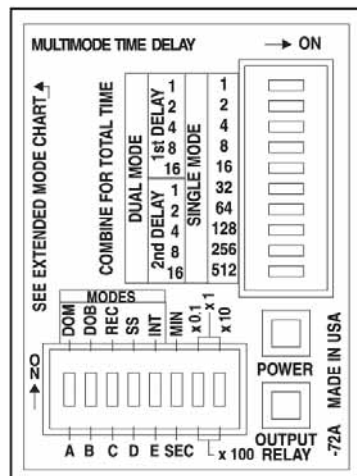 MULTIMODE TIME DELAY
→ ON
SEE EXTENDED MODE CHART
COMBINE FOR TOTAL TIME
DUAL MODE
1st DELAY
1
2
4
8
16
2nd DELAY
1
2
4
8
16
SINGLE MODE
1
2
4
8
16
32
64
128
256
512
MODES
DOM
DOB
REC
SS
INT
MIN
x 0.1
x 1
x 10
ON →
A B C D E SEC x 100
POWER
OUTPUT
RELAY
-72A MADE IN USA